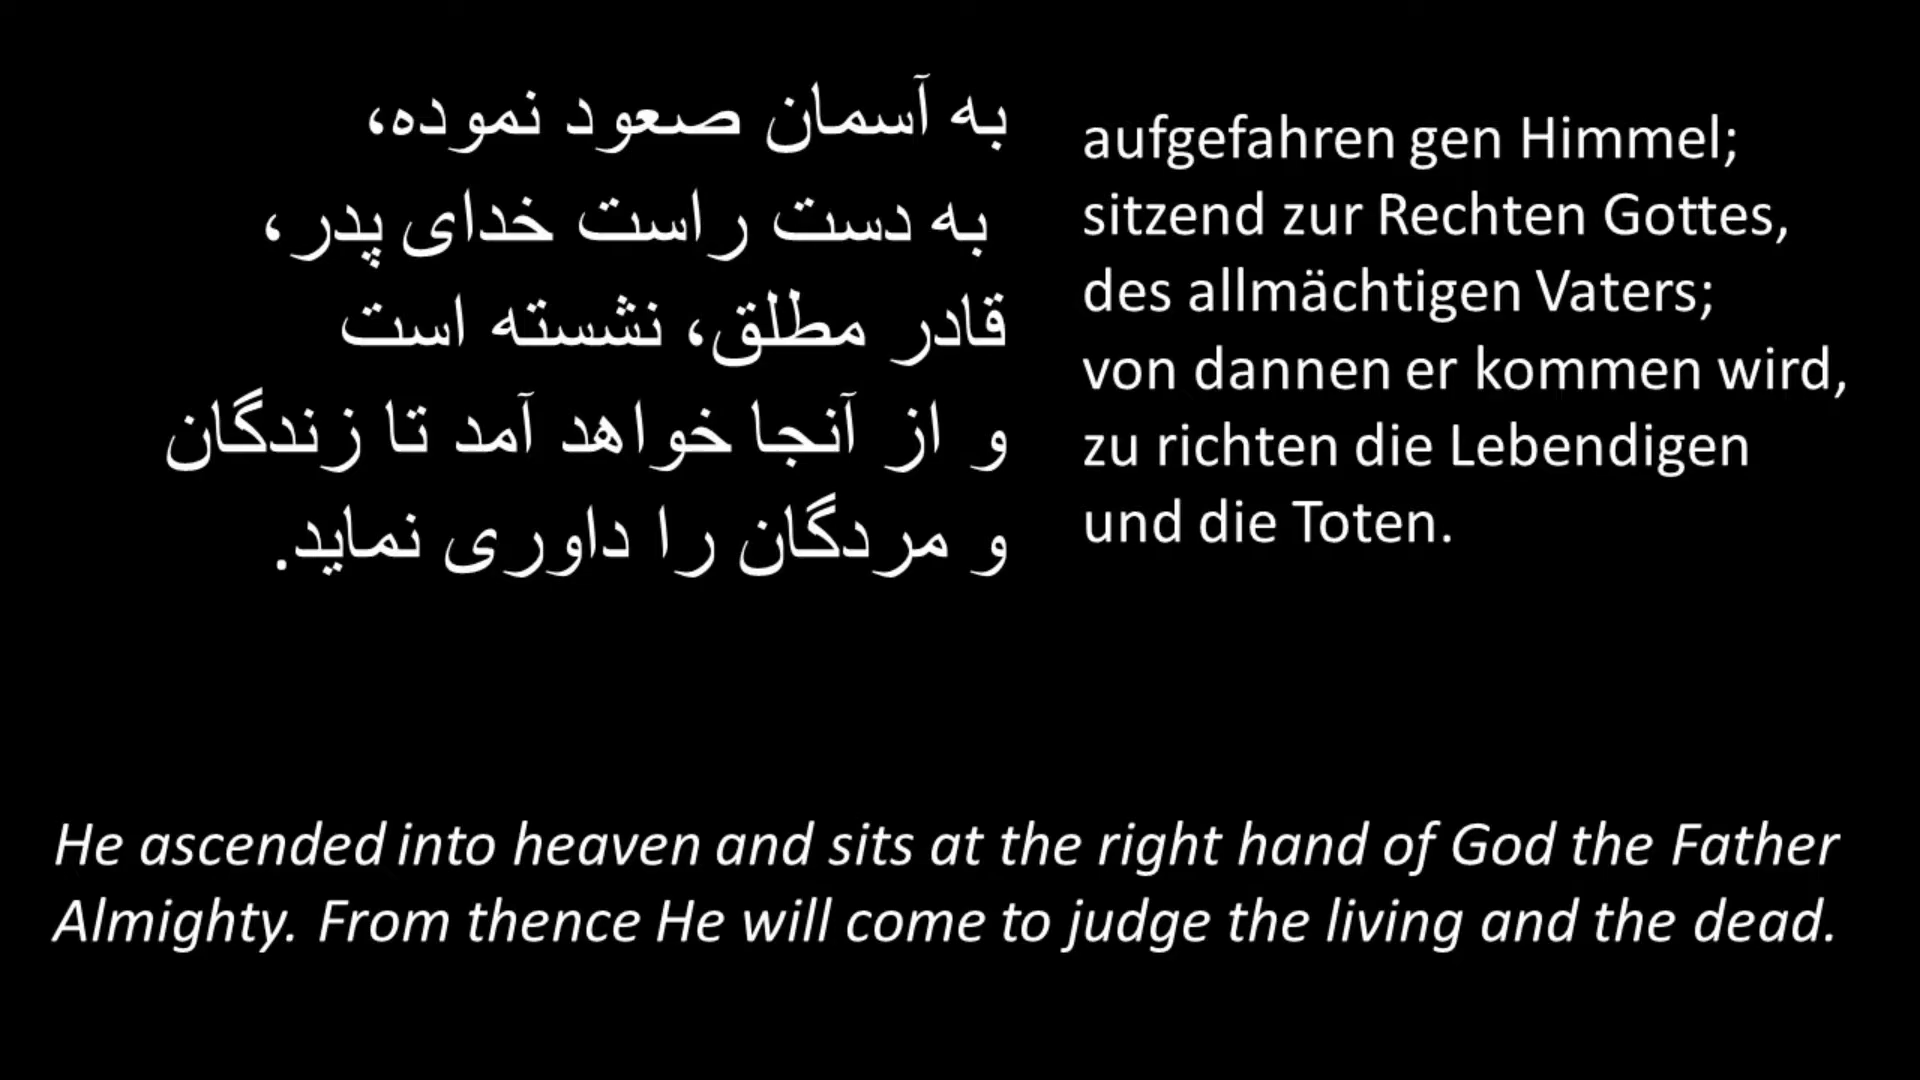 به آسمان صعود نموده،
به دست راست خدای پدر،
قادر مطلق، نشسته است
و از آنجا خواهد آمد تا زندگان
و مردگان را داوری نماید.
aufgefahren gen Himmel;
sitzend zur Rechten Gottes,
des allmächtigen Vaters;
von dannen er kommen wird,
zu richten die Lebendigen
und die Toten.
He ascended into heaven and sits at the right hand of God the Father
Almighty. From thence He will come to judge the living and the dead.